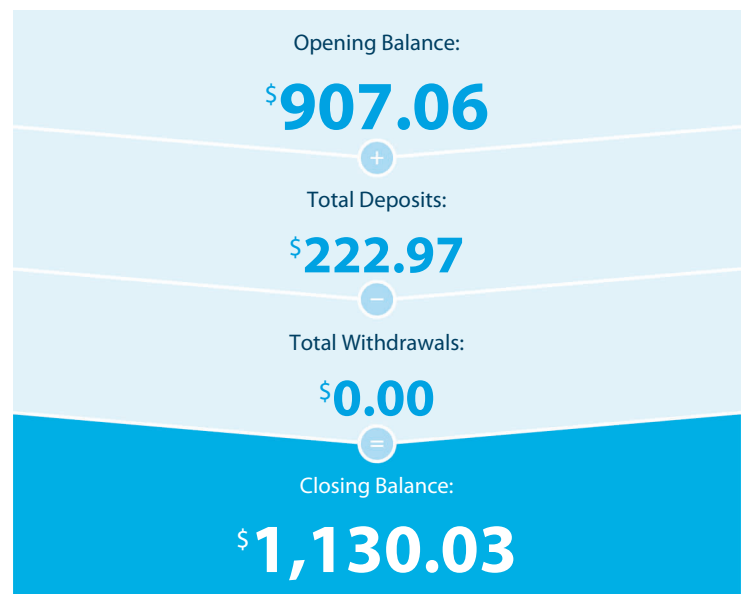 Opening Balance:
$907.06
+
Total Deposits:
$222.97
−
Total Withdrawals:
$0.00
=
Closing Balance:
$1,130.03